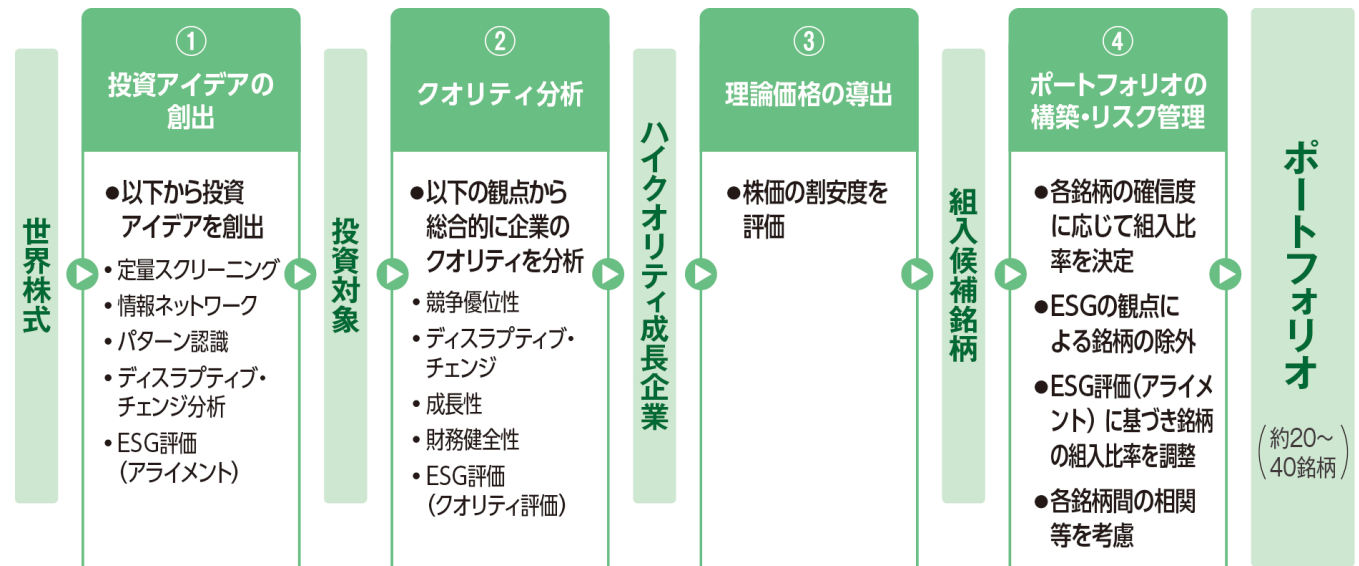 世界株式
①
投資アイデアの
創出
●以下から投資
アイデアを創出
•定量スクリーニング
•情報ネットワーク
•パターン認識
•ディスラプティブ・
チェンジ分析
•ESG評価
（アライメント）
投資対象
②
クオリティ分析
●以下の観点から
総合的に企業の
クオリティを分析
•競争優位性
•ディスラプティブ・
チェンジ
•成長性
•財務健全性
•ESG評価
（クオリティ評価）
ハイクオリティ成長企業
③
理論価格の導出
●株価の割安度を
評価
組入候補銘柄
④
ポートフォリオの
構築・リスク管理
●各銘柄の確信度
に応じて組入比
率を決定
●ESGの観点に
よる銘柄の除外
●ESG評価（アライメ
ント）に基づき銘柄
の組入比率を調整
●各銘柄間の相関
等を考慮
ポートフォリオ
（約20～
40銘柄）